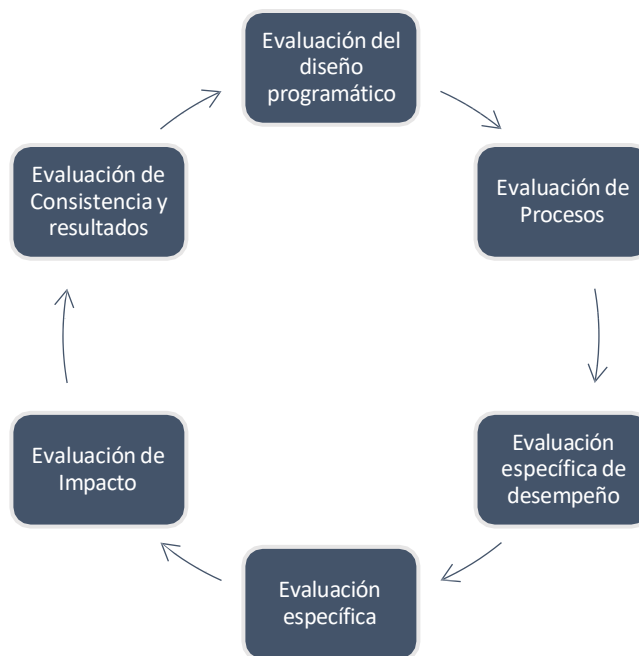 Evaluación del
diseño
programático
Evaluación de
Procesos
Evaluación
específica de
desempeño
Evaluación
específica
Evaluación de
Impacto
Evaluación de
Consistencia y
resultados